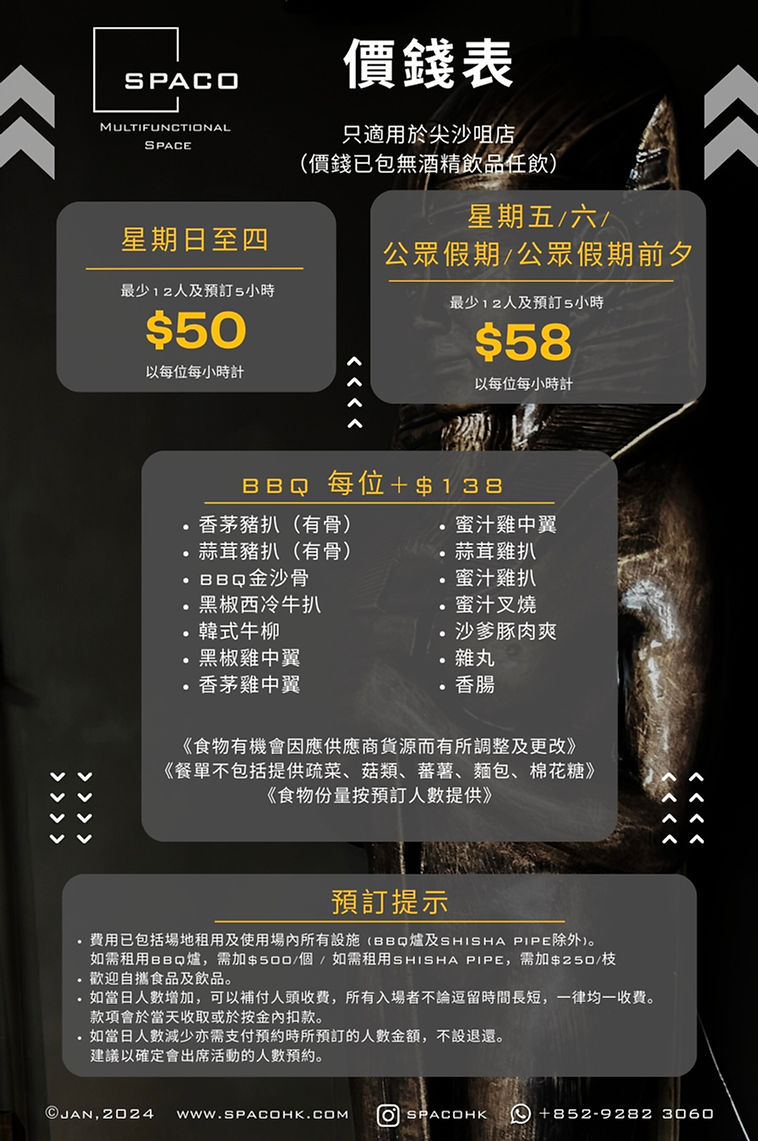 SPACO
MULTIFUNCTIONAL
SPACE
價錢表
只適用於尖沙咀店
（價錢已包無酒精飲品任飲）
星期日至四
最少12人及預訂5小時
$50
以每位每小時計
星期五/六/
公眾假期/公眾假期前夕
最少12人及預訂5小時
$58
以每位每小時計
BBQ 每位+$138
• 香茅豬扒（有骨）
• 蒜茸豬扒（有骨）
• BBQ金沙骨
• 黑椒西冷牛扒
• 韓式牛柳
• 黑椒雞中翼
• 香茅雞中翼
• 蜜汁雞中翼
• 蒜茸雞扒
• 蜜汁雞扒
• 蜜汁叉燒
• 沙爹豚肉爽
• 雜丸
• 香腸
《食物有機會因應供應商貨源而有所調整及更改》
《餐單不包括提供疏菜、菇類、蕃薯、麵包、棉花糖》
《食物份量按預訂人數提供》
預訂提示
• 費用已包括場地租用及使用場內所有設施 (BBQ爐及SHISHA PIPE除外)。
如需租用BBQ爐，需加$500/個 / 如需租用SHISHA PIPE，需加$250/枝
• 歡迎自攜食品及飲品。
• 如當日人數增加，可以補付人頭收費，所有入場者不論逗留時間長短，一律均一收費。
款項會於當天收取或於按金內扣款。
• 如當日人數減少亦需支付預約時所預訂的人數金額，不設退還。
建議以確定會出席活動的人數預約。
©JAN,2024 WWW.SPACOHK.COM SPACOHK +852-9282 3060